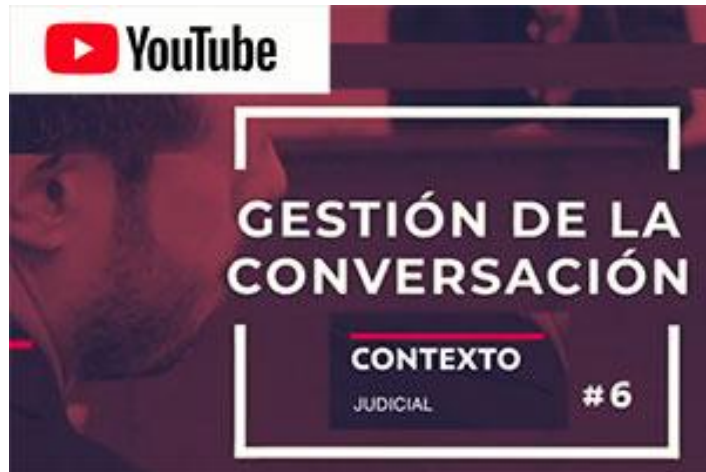 YouTube
GESTIÓN DE LA
CONVERSACIÓN
CONTEXTO
JUDICIAL
#6